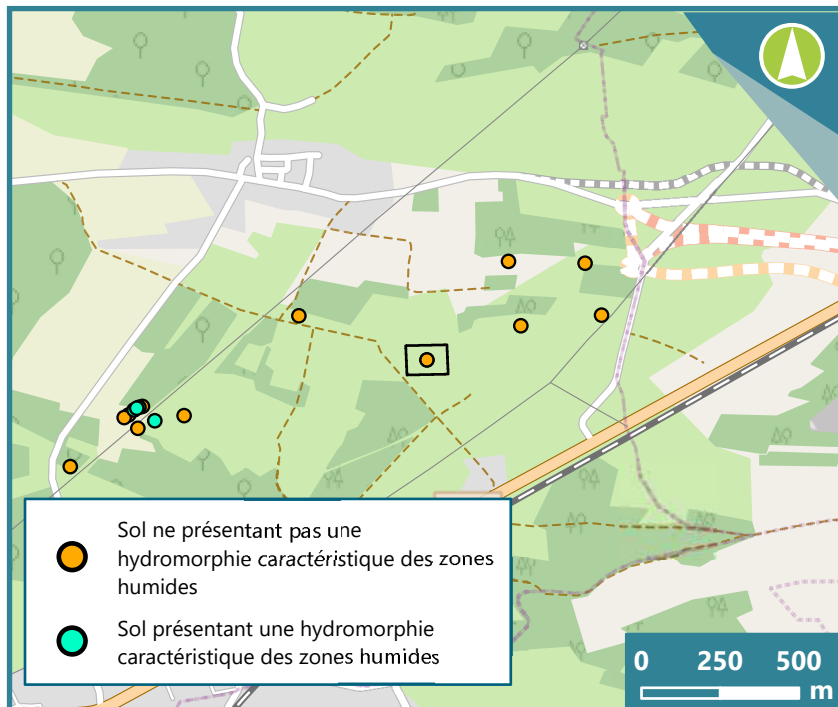 Sol ne présentant pas une
hydromorphie caractéristique des zones
humides
Sol présentant une hydromorphie
caractéristique des zones humides
0 250 500
m